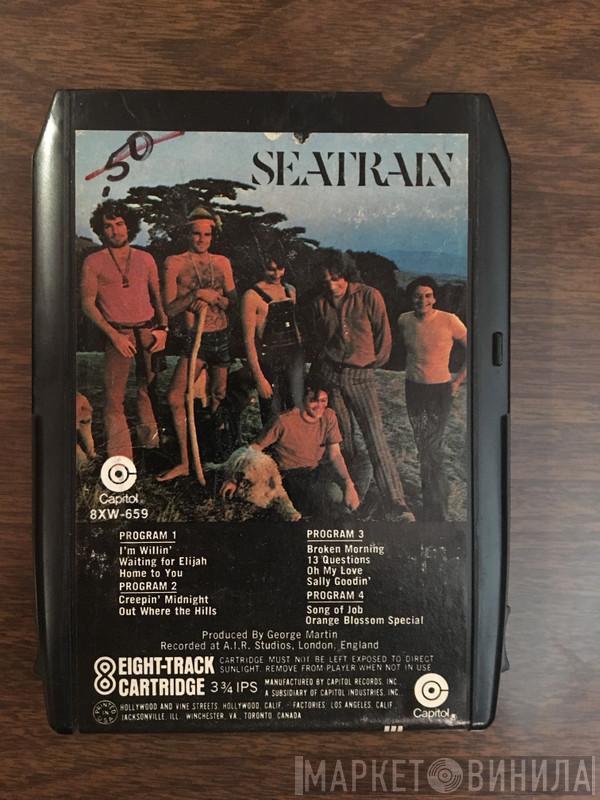 .50
SEATRAIN
Capitol®
8XW-659
PROGRAM 1
I'm Willin'
Waiting for Elijah
Home to You
PROGRAM 2
Creepin' Midnight
Out Where the Hills
PROGRAM 3
Broken Morning
13 Questions
Oh My Love
Sally Goodin'
PROGRAM 4
Song of Job
Orange Blossom Special
Produced By George Martin
Recorded at A.I.R. Studios, London, England
8 EIGHT-TRACK CARTRIDGE MUST NOT BE LEFT EXPOSED TO DIRECT
SUNLIGHT. REMOVE FROM PLAYER WHEN NOT IN USE
CARTRIDGE 3¾ IPS MANUFACTURED BY CAPITOL RECORDS, INC.,
A SUBSIDIARY OF CAPITOL INDUSTRIES, INC.
PRINTED IN USA
HOLLYWOOD AND VINE STREETS, HOLLYWOOD, CALIF. · FACTORIES: LOS ANGELES, CALIF.,
JACKSONVILLE, ILL. WINCHESTER, VA., TORONTO, CANADA
Capitol®
МАРКЕТ ВИНИЛА